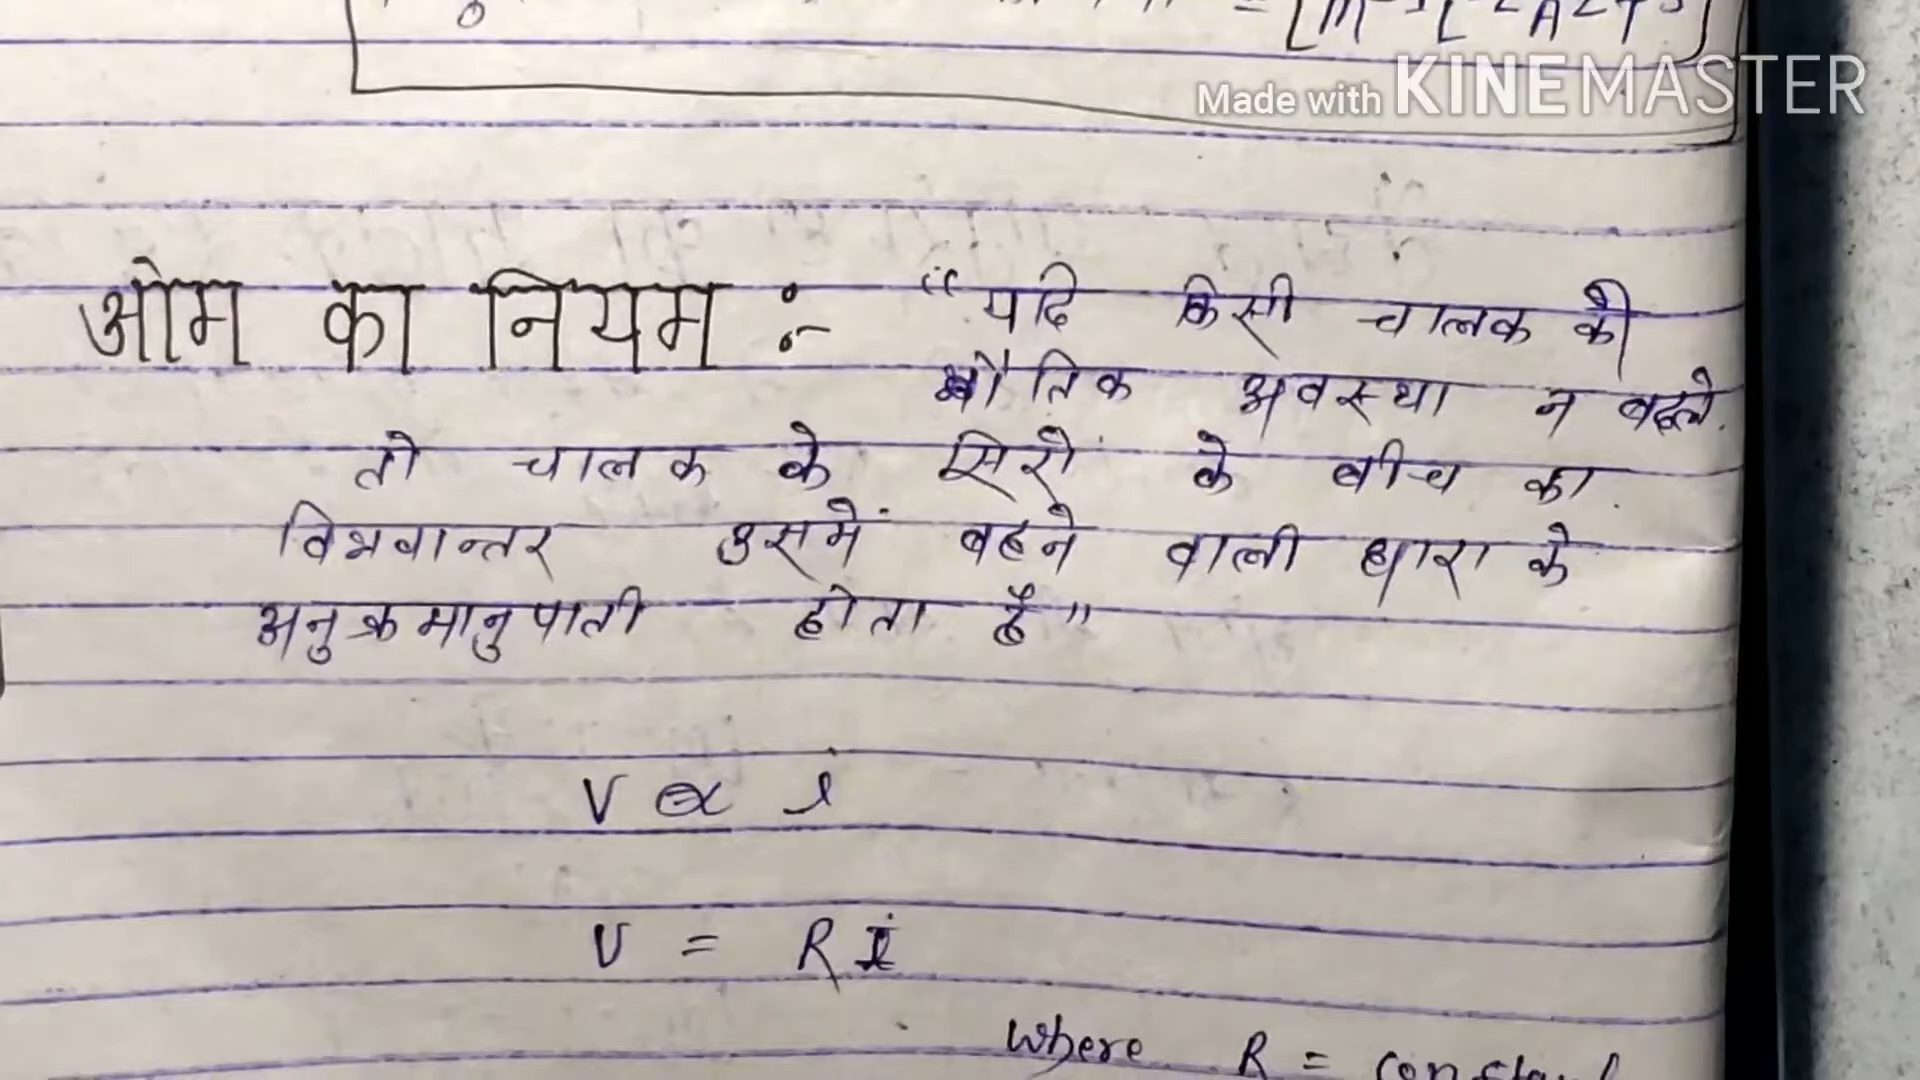 Made with KINEMASTER
ओम का नियम :- "यदि किसी चालक की
भौतिक अवस्था न बदले
तो चालक के सिरों के बीच का
विभवान्तर उसमें बहने वाली धारा के
अनुक्रमानुपाती होता है"
V ∝ i
V = Ri
where R =